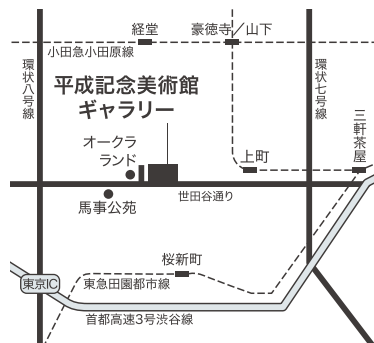 経堂
豪徳寺／山下
小田急小田原線
環状八号線
平成記念美術館
ギャラリー
環状七号線
三軒茶屋
オークラ
ランド
上町
世田谷通り
馬事公苑
桜新町
東京IC
東急田園都市線
首都高速3号渋谷線